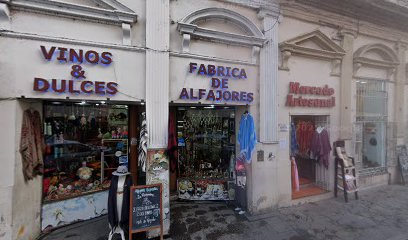 VINOS
&
DULCES
FABRICA
DE
ALFAJORES
Mercado
Artesanal